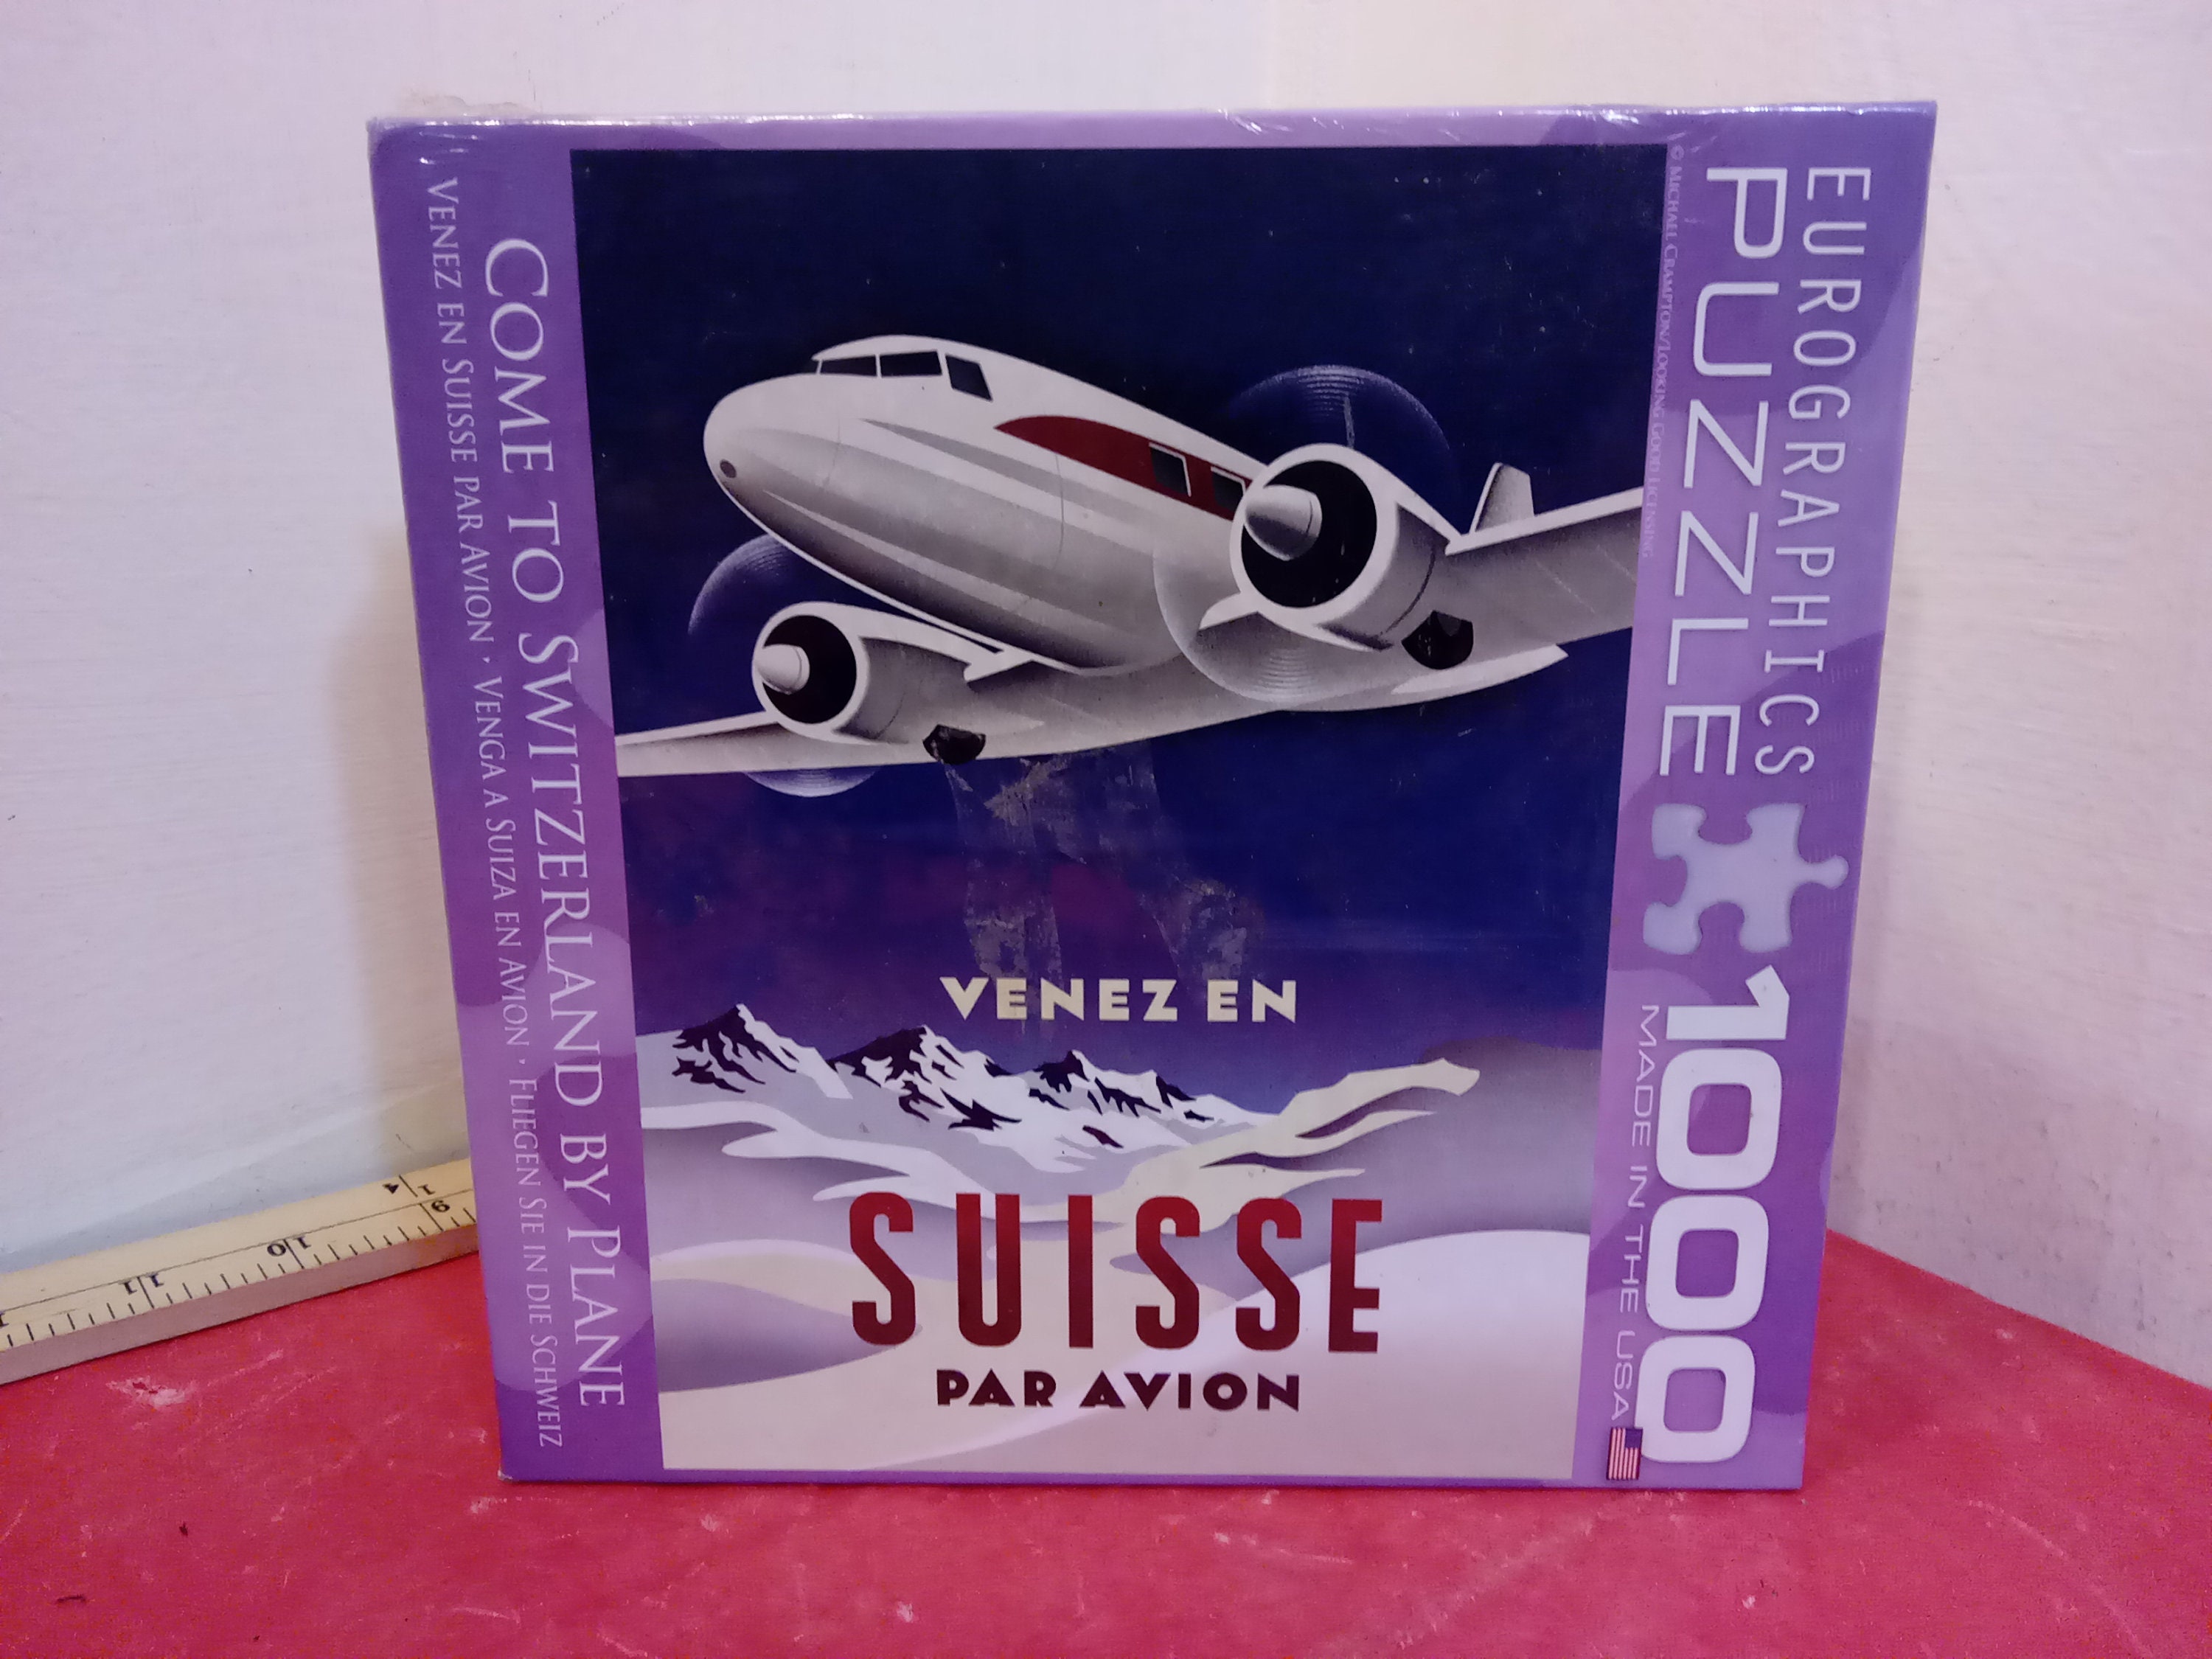 COME TO SWITZERLAND BY PLANE
VENEZ EN SUISSE PAR AVION • VENGA A SUIZA EN AVION • FLIEGEN SIE IN DIE SCHWEIZ
VENEZ EN
SUISSE
PAR AVION
© MICHAEL CRAMPTON/LOOKING GOOD LICENSING
EUROGRAPHICS
PUZZLE
1000
MADE IN THE USA
11
10
9
1
4